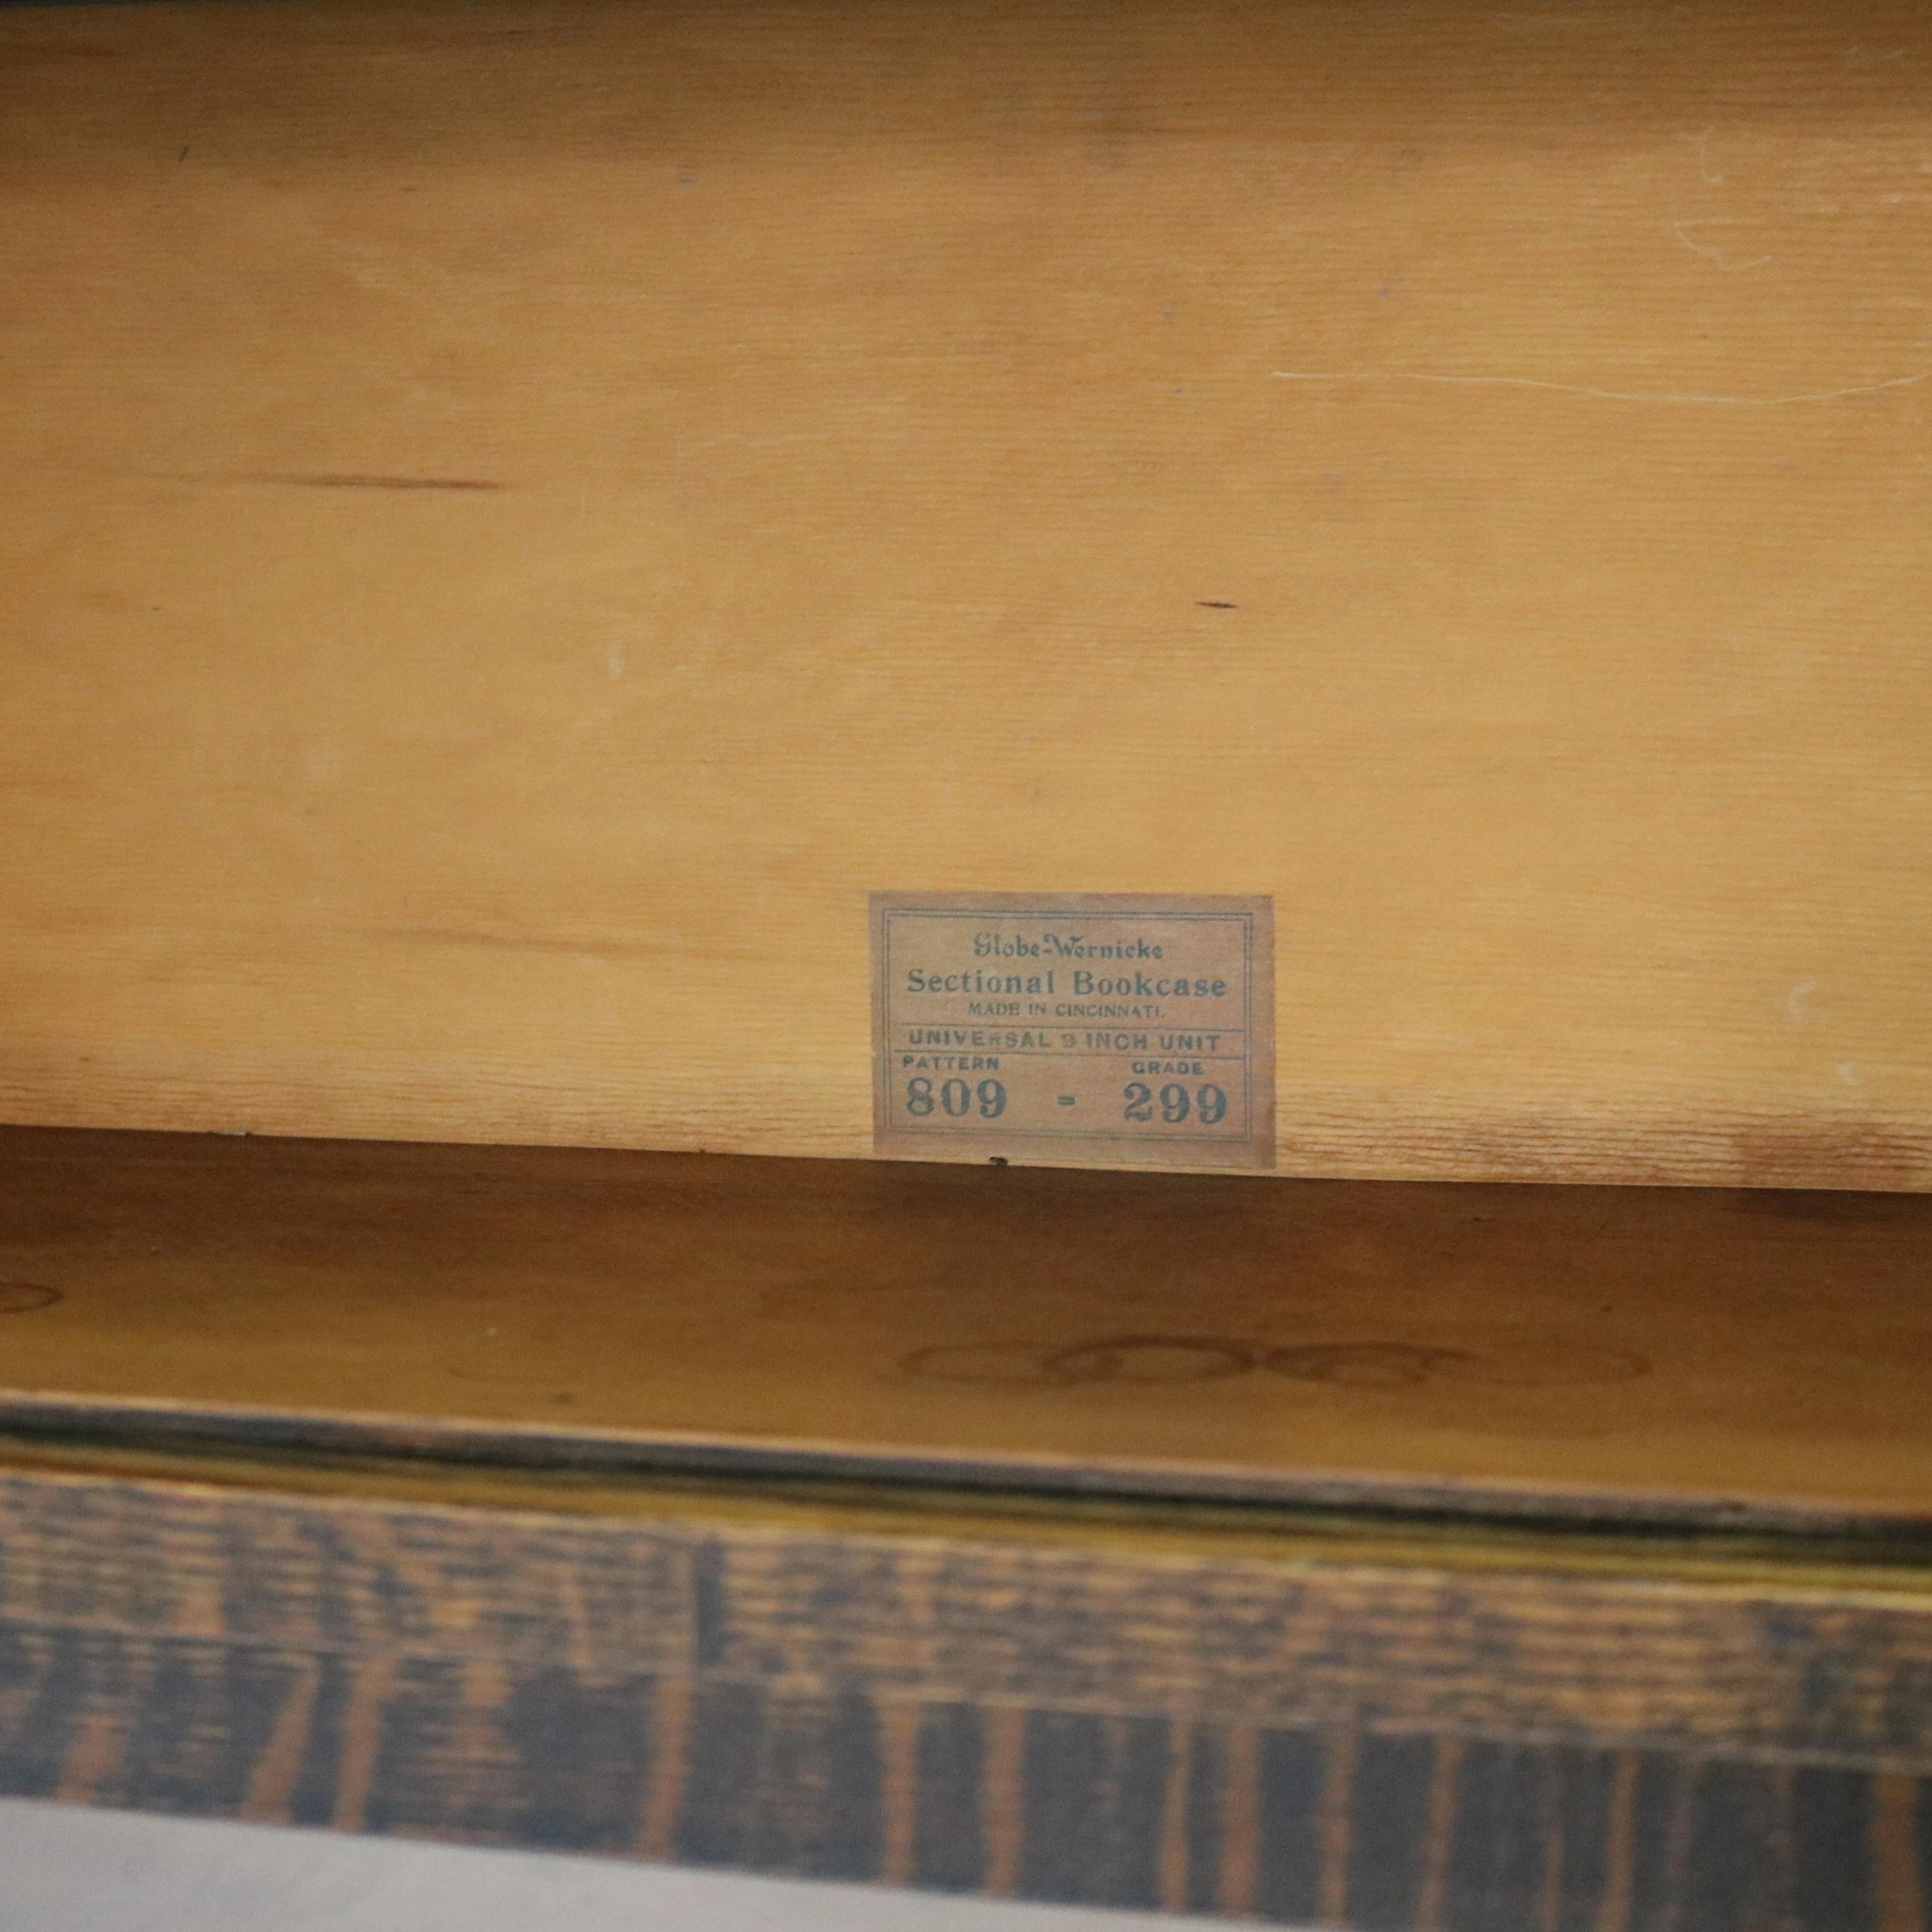 Globe-Wernicke
Sectional Bookcase
MADE IN CINCINNATI.
UNIVERSAL 9 INCH UNIT
PATTERN GRADE
809 - 299